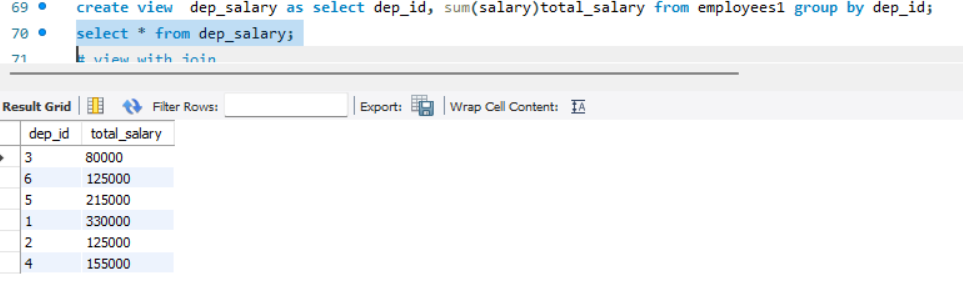 69 create view dep_salary as select dep_id, sum(salary)total_salary from employees1 group by dep_id;
70 select * from dep_salary;
71 # view with join
Result Grid Filter Rows: Export: Wrap Cell Content: IA
dep_id total_salary
3 80000
6 125000
5 215000
1 330000
2 125000
4 155000